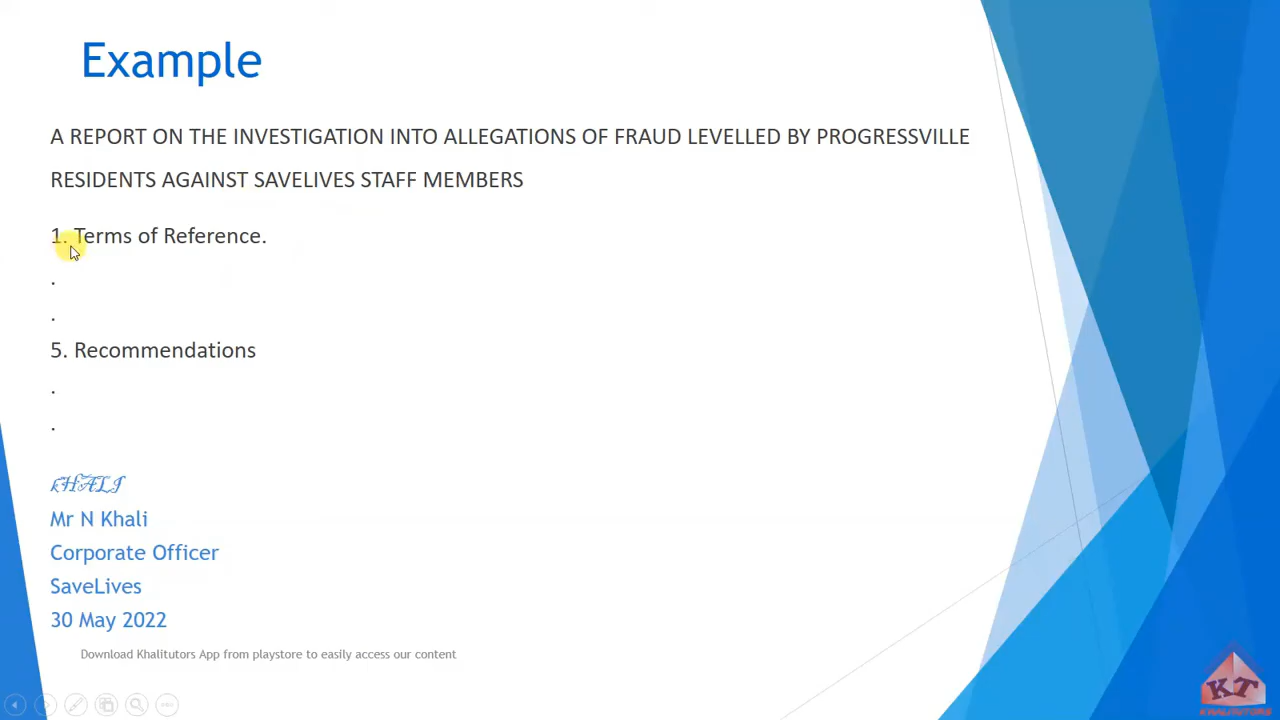 Example
A REPORT ON THE INVESTIGATION INTO ALLEGATIONS OF FRAUD LEVELLED BY PROGRESSVILLE
RESIDENTS AGAINST SAVELIVES STAFF MEMBERS
1. Terms of Reference.
.
.
5. Recommendations
.
.
KHALI
Mr N Khali
Corporate Officer
SaveLives
30 May 2022
Download Khalitutors App from playstore to easily access our content
KT
KHALITUTORS